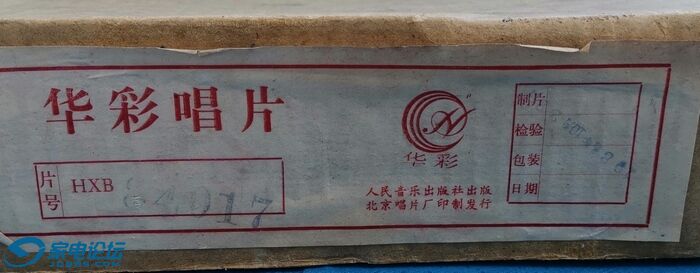 华彩唱片
片号 HXB 84017
华彩
人民音乐出版社出版
北京唱片厂印制发行
制片
检验
包装
日期
家电论坛